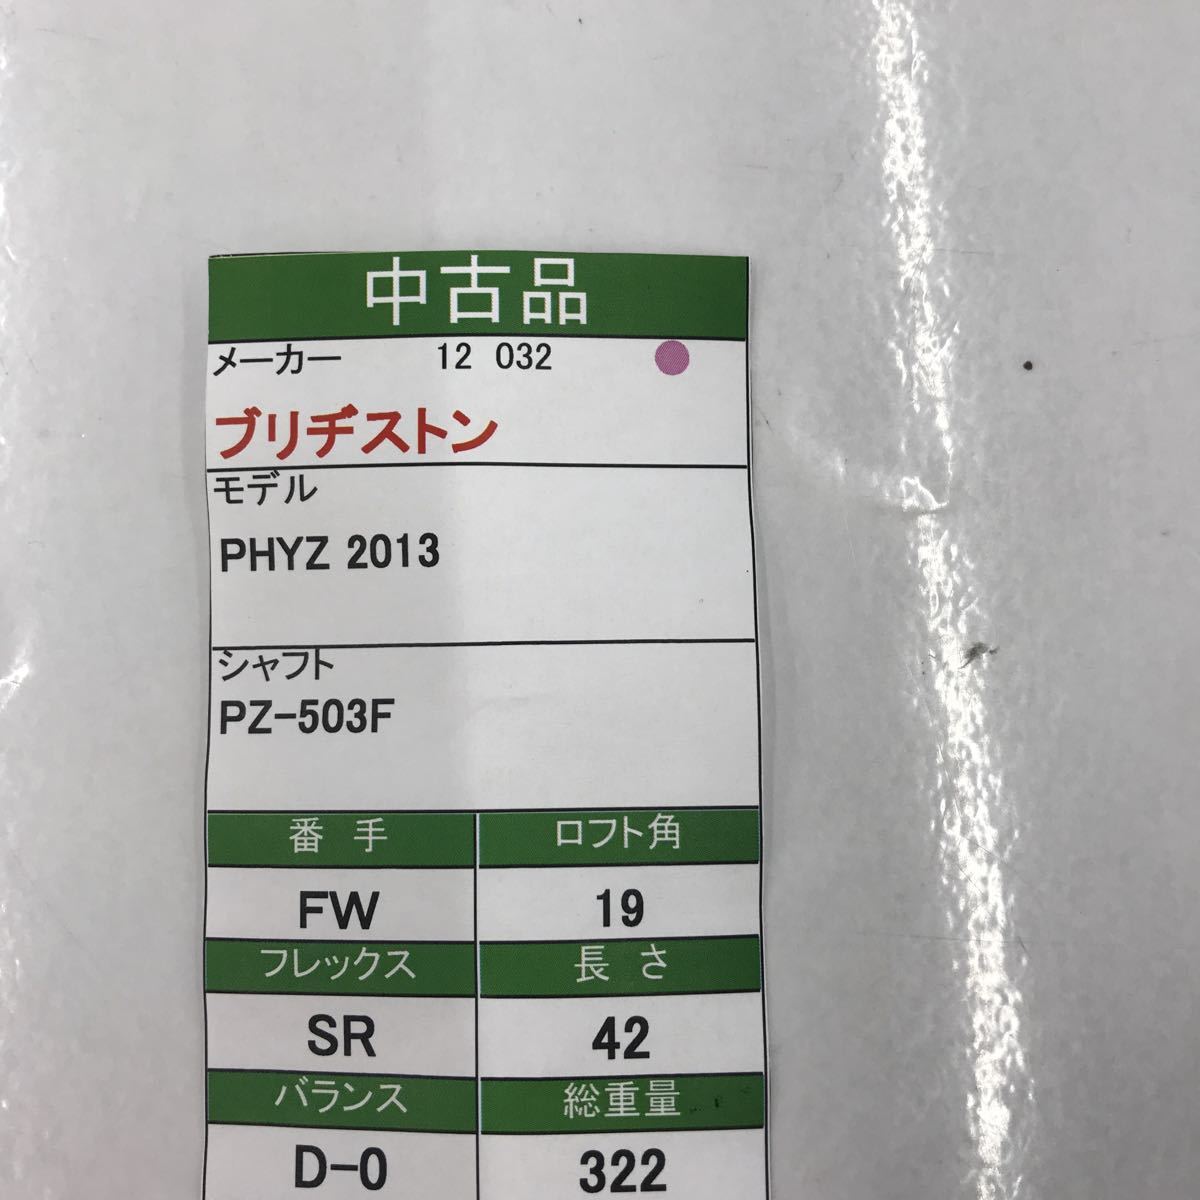 中古品
メーカー 12 032
ブリヂストン
モデル
PHYZ 2013
シャフト
PZ-503F
番手 ロフト角
FW 19
フレックス 長さ
SR 42
バランス 総重量
D-0 322